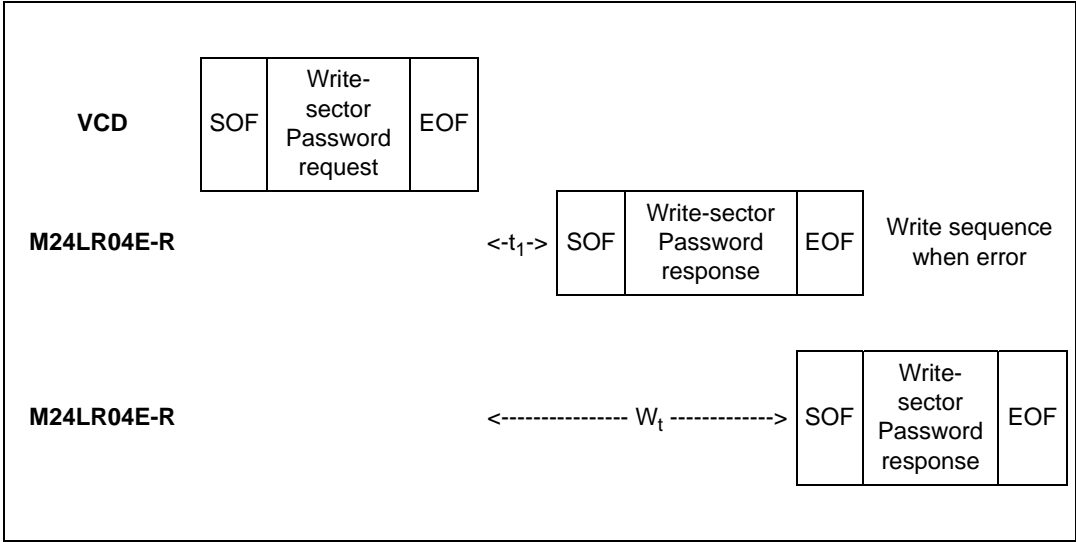 VCD
SOF
Write-
sector
Password
request
EOF
M24LR04E-R
<-t1->
SOF
Write-sector
Password
response
EOF
Write sequence
when error
M24LR04E-R
<---------------- Wt ------------->
SOF
Write-
sector
Password
response
EOF